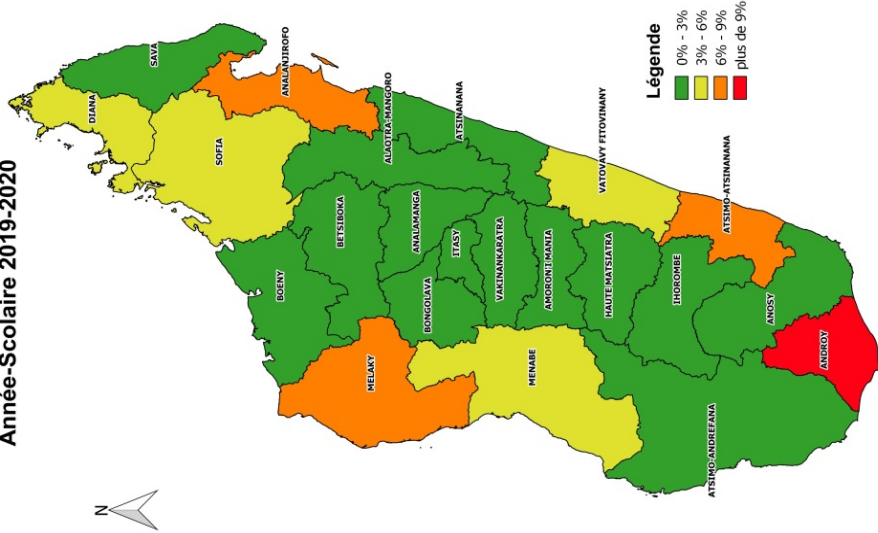 Année-Scolaire 2019-2020
N
DIANA
SAVA
SOFIA
ANALANJIROFO
BOENY
BETSIBOKA
ALAOTRA-MANGORO
MELAKY
ANALAMANGA
BONGOLAVA
ITASY
ATSINANANA
VAKINANKARATRA
MENABE
AMORON I MANIA
VATOVAVY FITOVINANY
HAUTE MATSIATRA
IHOROMBE
ATSIMO-ATSINANANA
ATSIMO-ANDREFANA
ANOSY
ANDROY
Légende
0% - 3%
3% - 6%
6% - 9%
plus de 9%